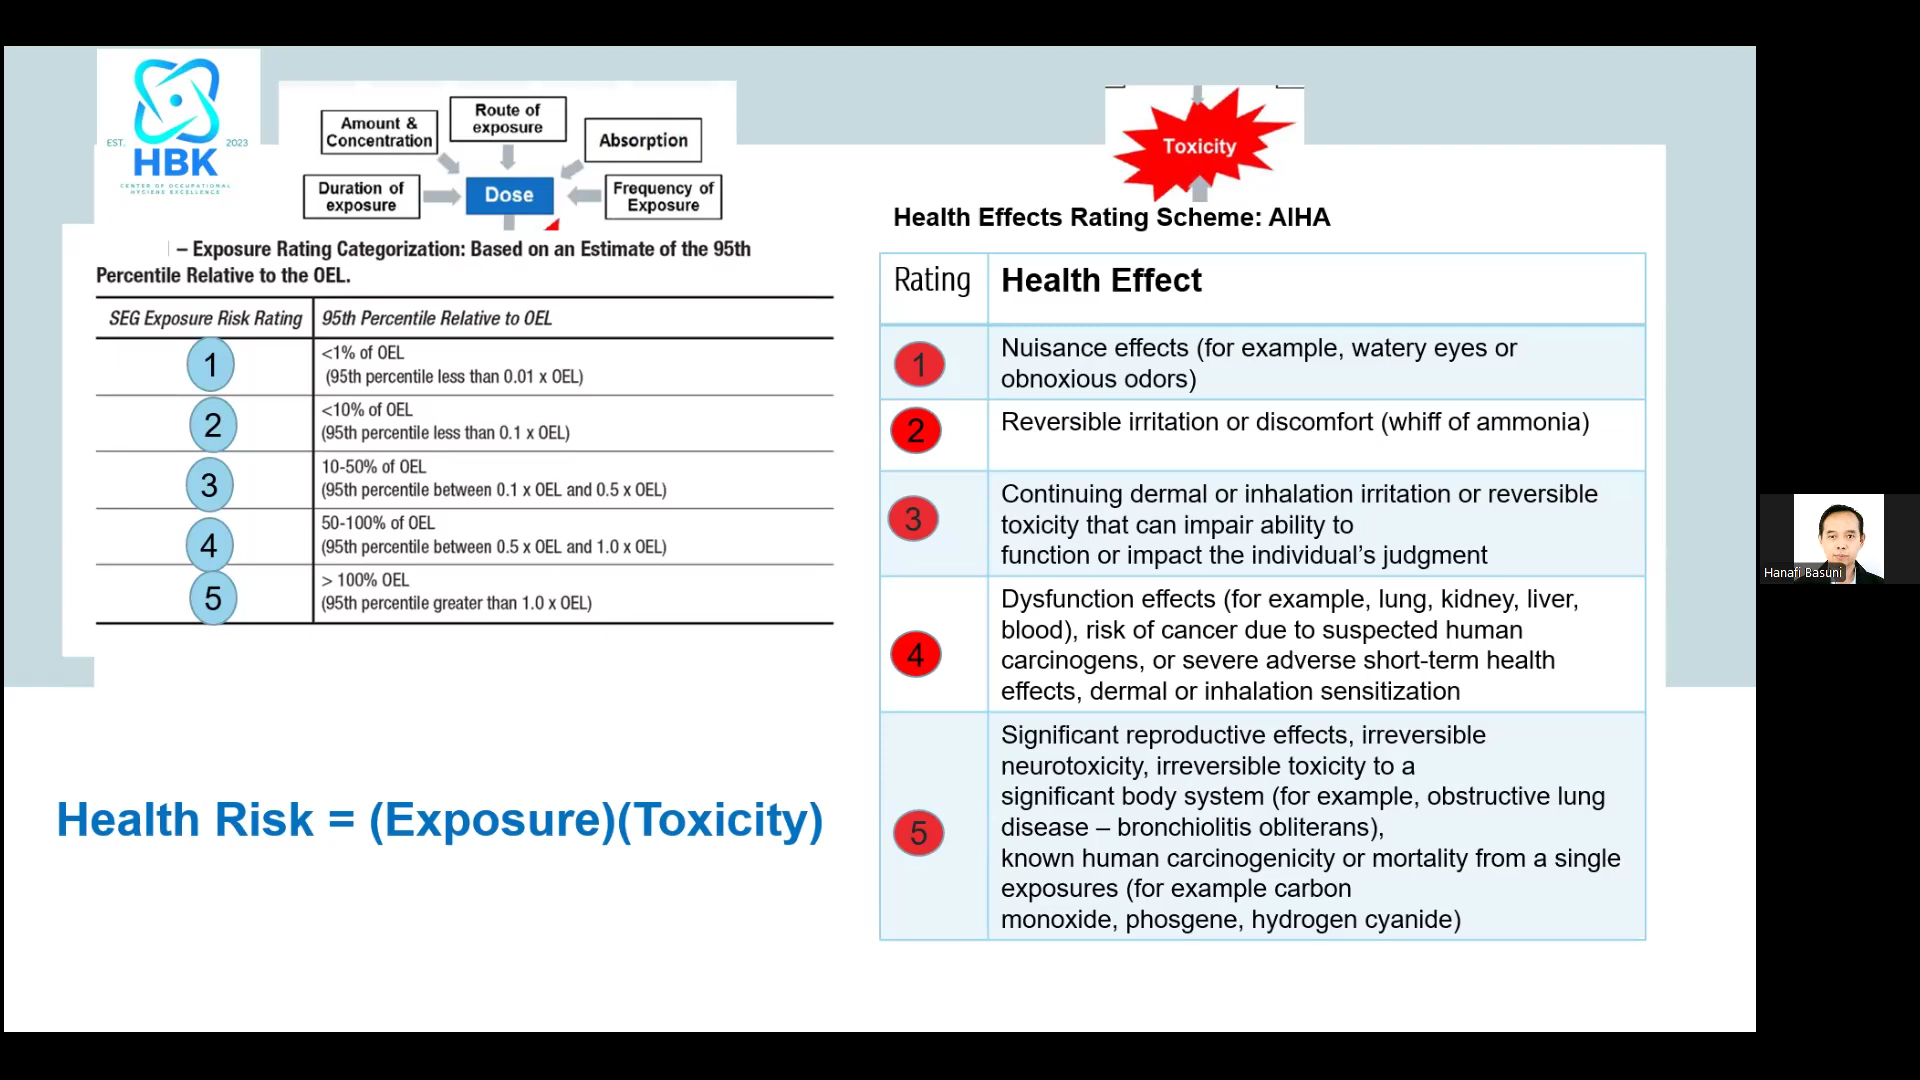 EST. 2023
HBK
CENTER OF OCCUPATIONAL
HYGIENE EXCELLENCE
Amount &
Concentration
Route of
exposure
Absorption
Duration of
exposure
Dose
Frequency of
Exposure
– Exposure Rating Categorization: Based on an Estimate of the 95th
Percentile Relative to the OEL.
SEG Exposure Risk Rating 95th Percentile Relative to OEL
1
<1% of OEL
(95th percentile less than 0.01 x OEL)
2
<10% of OEL
(95th percentile less than 0.1 x OEL)
3
10-50% of OEL
(95th percentile between 0.1 x OEL and 0.5 x OEL)
4
50-100% of OEL
(95th percentile between 0.5 x OEL and 1.0 x OEL)
5
> 100% OEL
(95th percentile greater than 1.0 x OEL)
Health Risk = (Exposure)(Toxicity)
Toxicity
Health Effects Rating Scheme: AIHA
Rating Health Effect
1
Nuisance effects (for example, watery eyes or
obnoxious odors)
2
Reversible irritation or discomfort (whiff of ammonia)
3
Continuing dermal or inhalation irritation or reversible
toxicity that can impair ability to
function or impact the individual’s judgment
4
Dysfunction effects (for example, lung, kidney, liver,
blood), risk of cancer due to suspected human
carcinogens, or severe adverse short-term health
effects, dermal or inhalation sensitization
5
Significant reproductive effects, irreversible
neurotoxicity, irreversible toxicity to a
significant body system (for example, obstructive lung
disease – bronchiolitis obliterans),
known human carcinogenicity or mortality from a single
exposures (for example carbon
monoxide, phosgene, hydrogen cyanide)
Hanafi Basuni